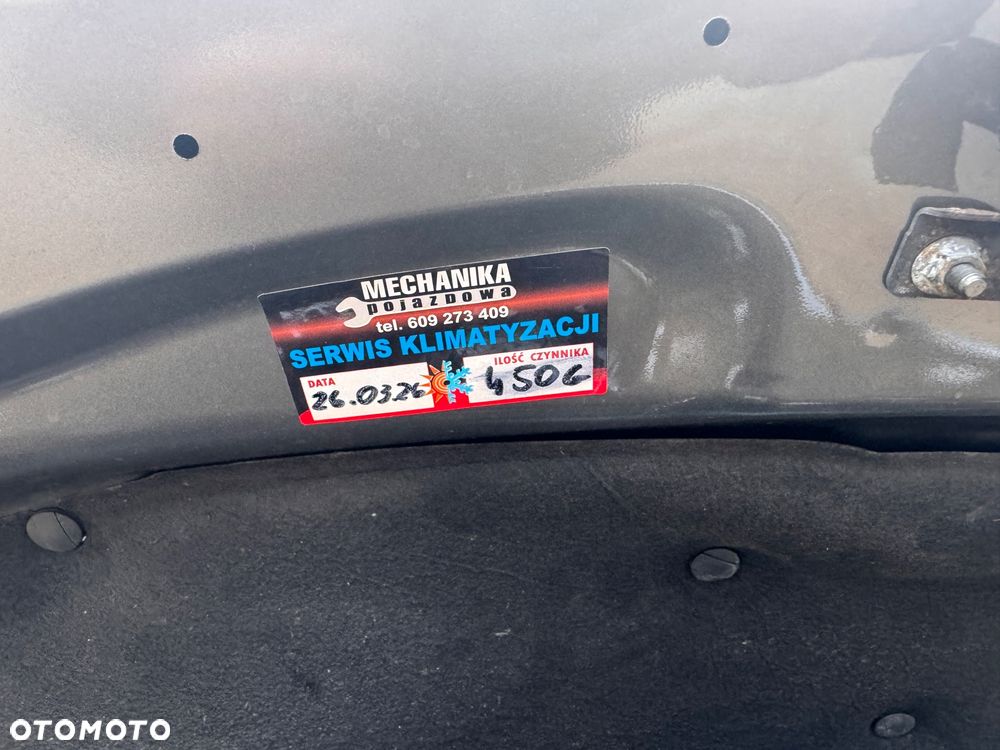 MECHANIKA
pojazdowa
tel. 609 273 409
SERWIS KLIMATYZACJI
DATA
26.03.26
ILOŚĆ CZYNNIKA
450G
OTOMOTO